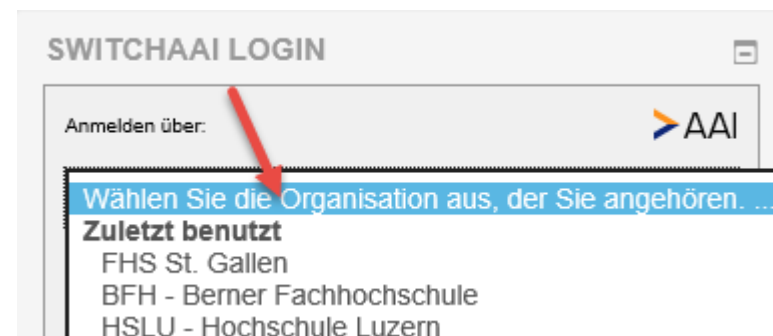 SWITCHAAI LOGIN
Anmelden über:
AAI
Wählen Sie die Organisation aus, der Sie angehören. ...
Zuletzt benutzt
FHS St. Gallen
BFH - Berner Fachhochschule
HSLU - Hochschule Luzern